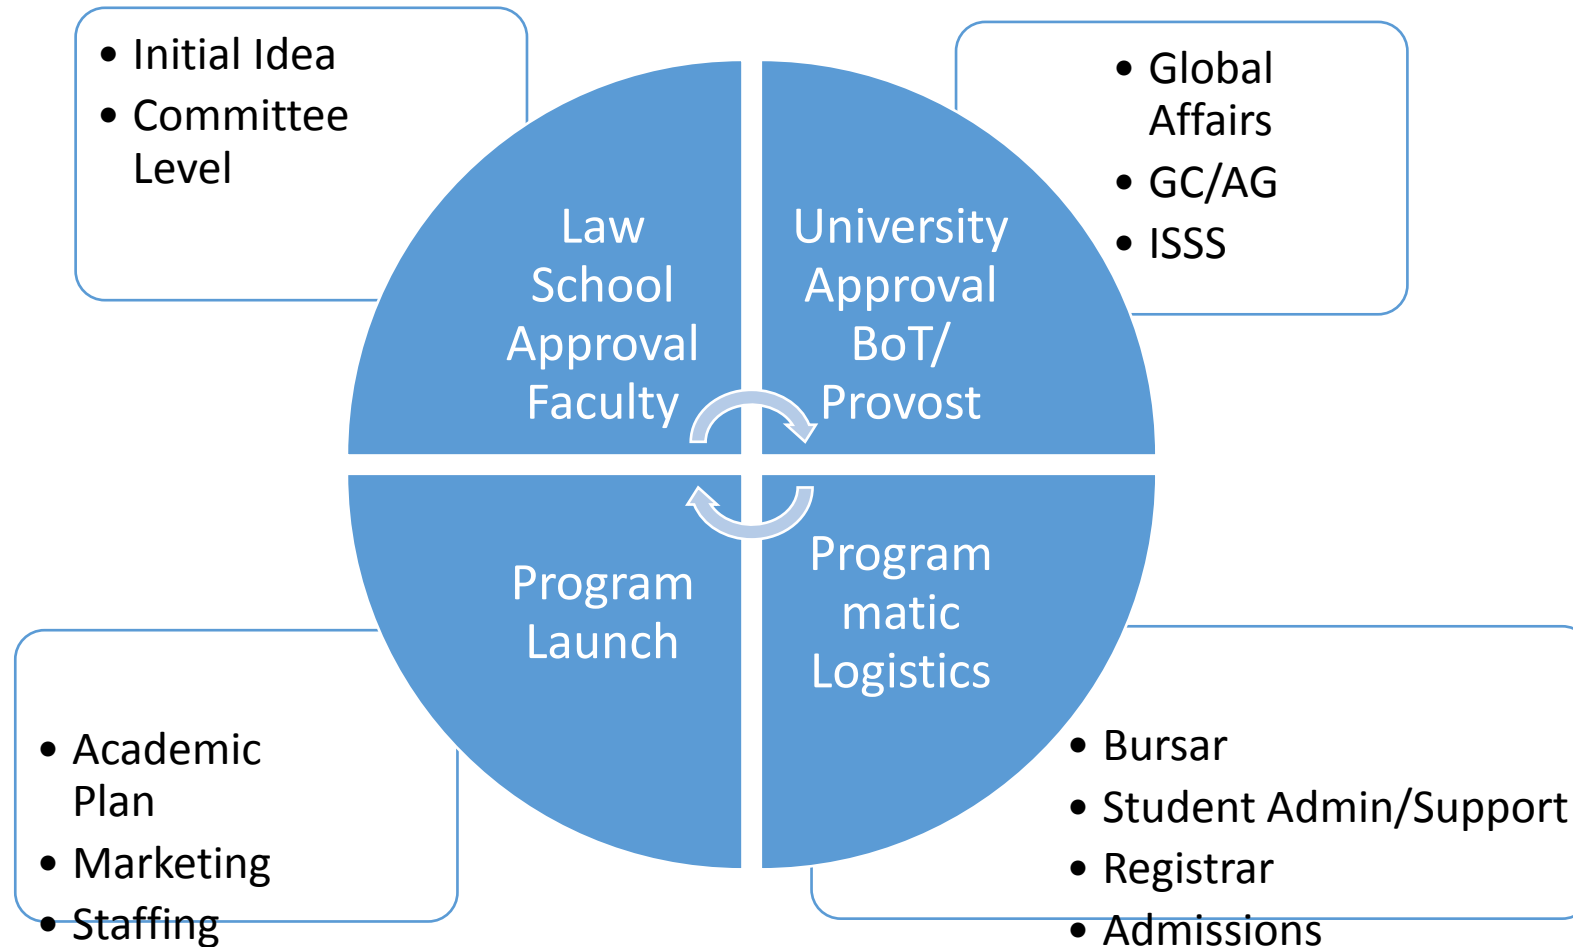 • Initial Idea
• Committee
Level
• Global
Affairs
• GC/AG
• ISSS
Law
School
Approval
Faculty
University
Approval
BoT/
Provost
Program
Launch
Program
matic
Logistics
• Academic
Plan
• Marketing
• Staffing
• Bursar
• Student Admin/Support
• Registrar
• Admissions